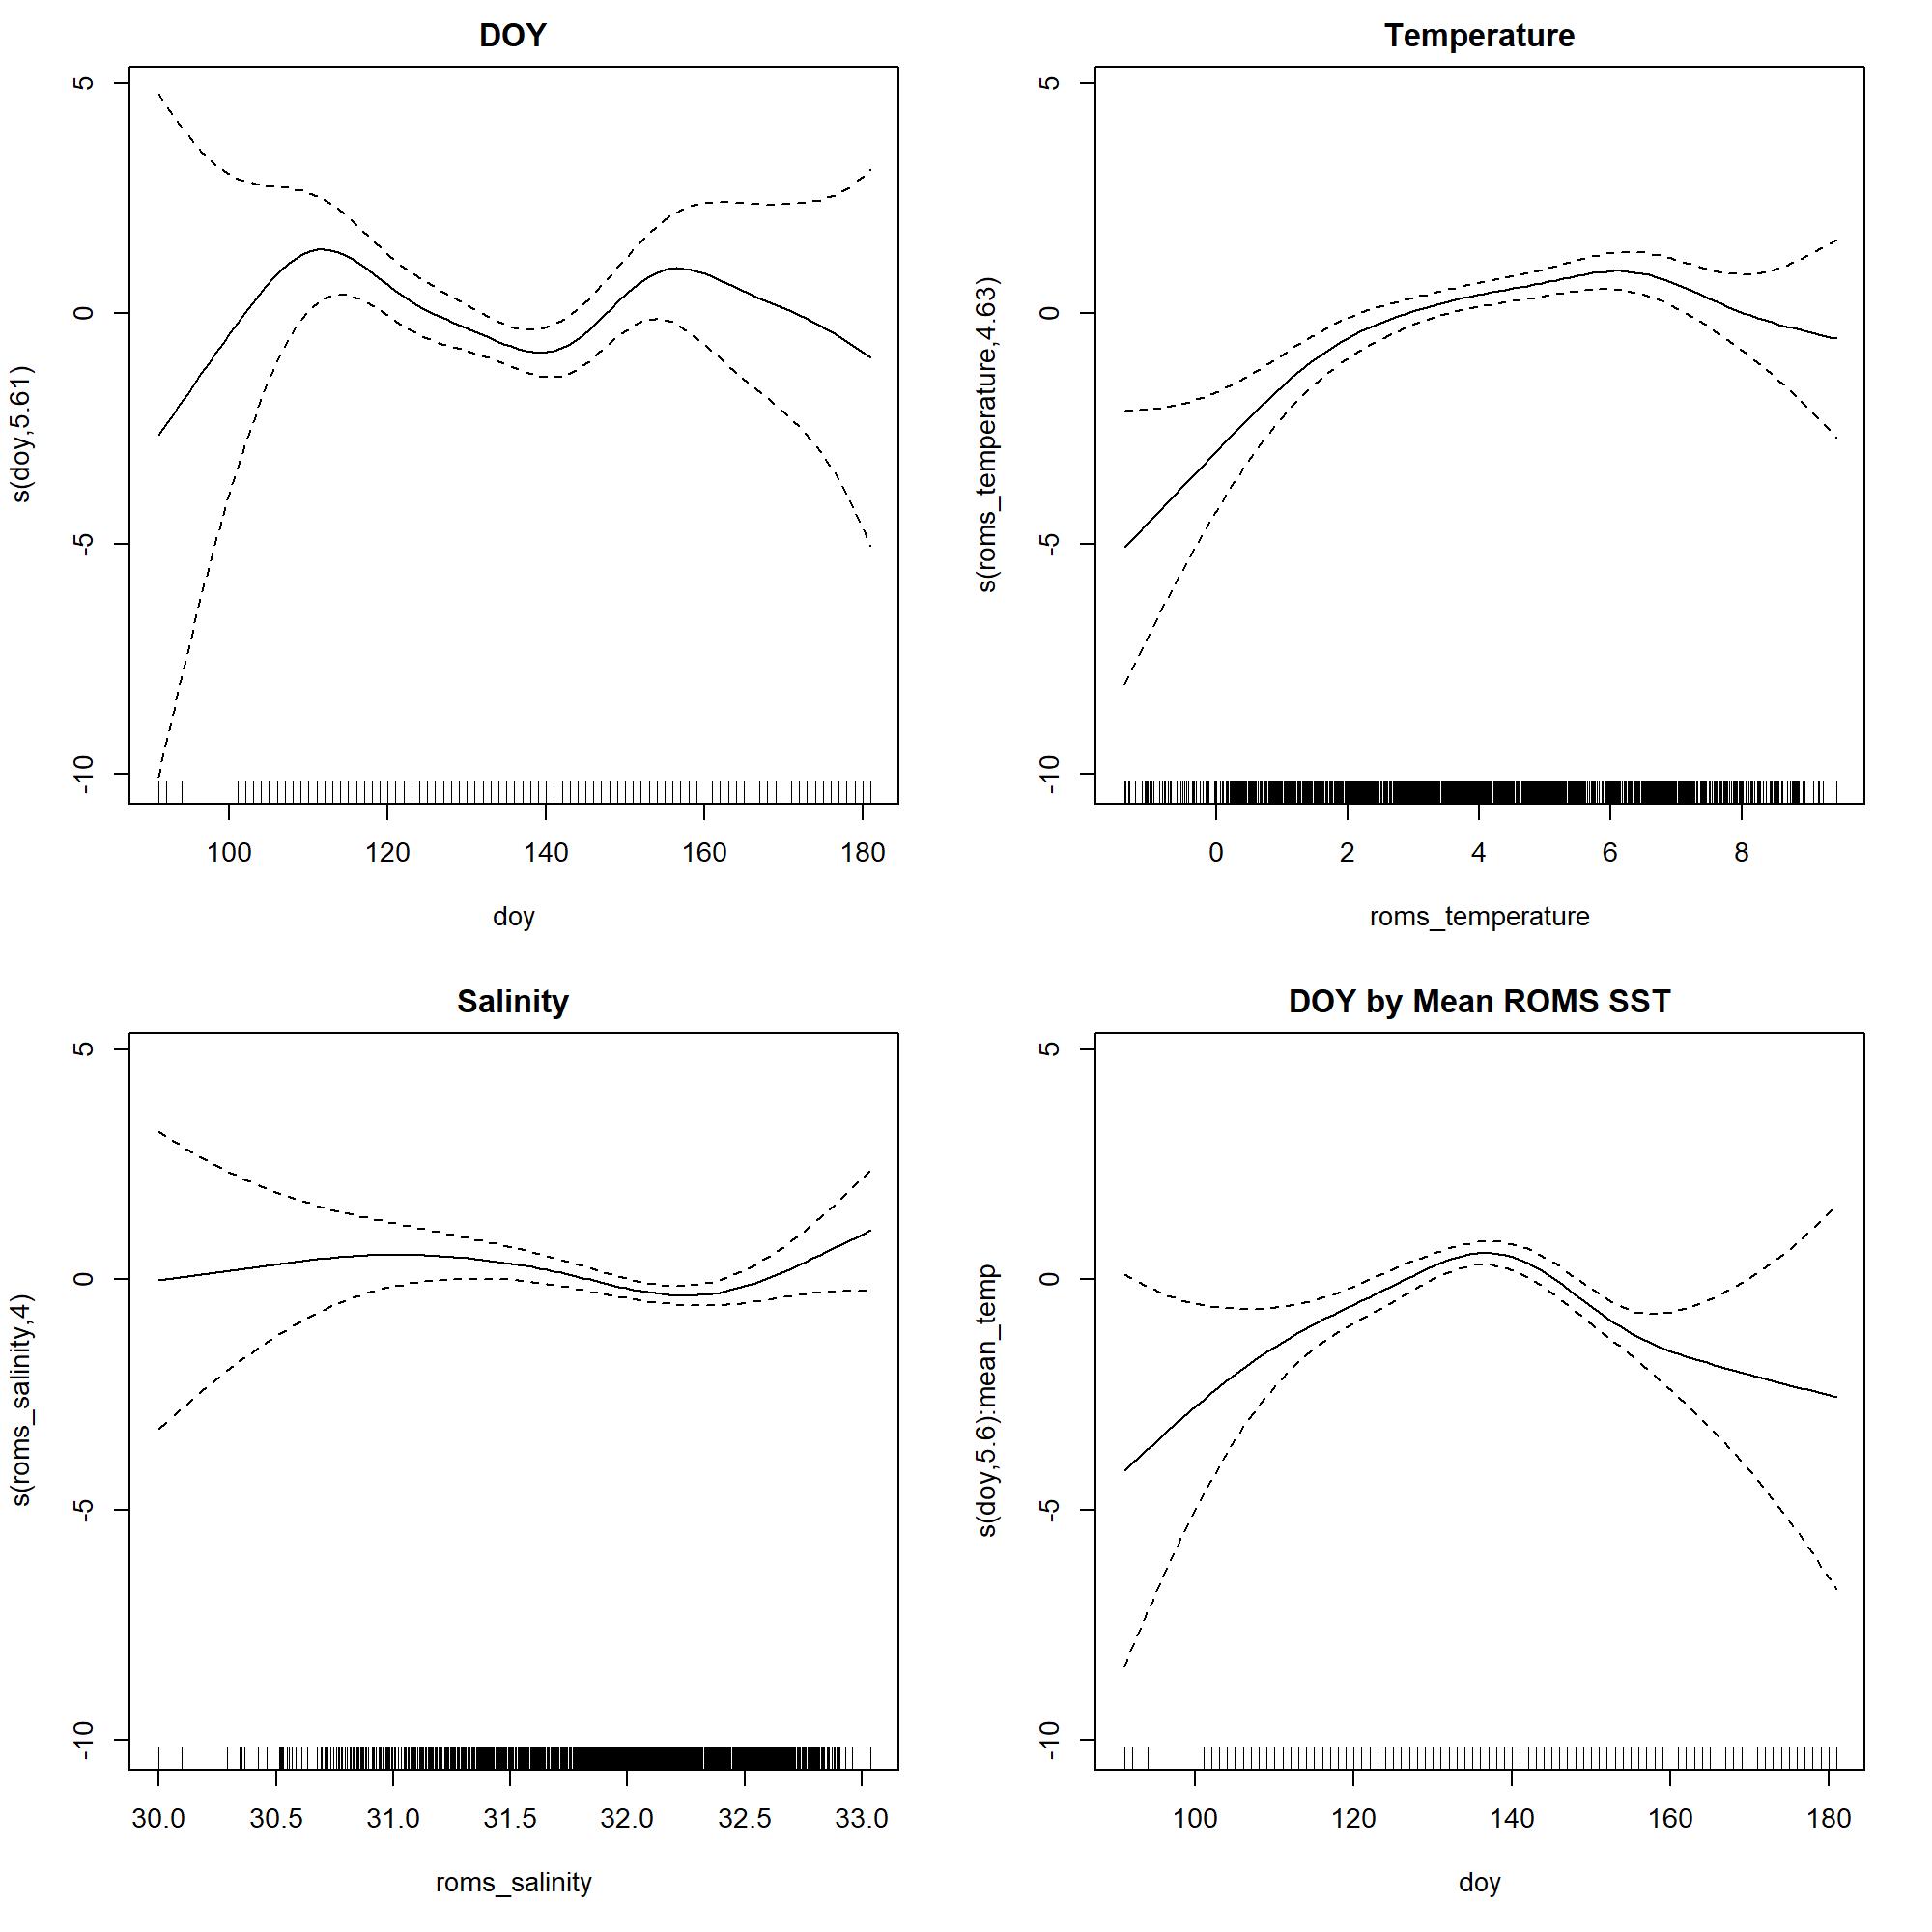 DOY
5
0
-5
-10
s(doy,5.61)
100 120 140 160 180
doy
Temperature
5
0
-5
-10
s(roms_temperature,4.63)
0 2 4 6 8
roms_temperature
Salinity
5
0
-5
-10
s(roms_salinity,4)
30.0 30.5 31.0 31.5 32.0 32.5 33.0
roms_salinity
DOY by Mean ROMS SST
5
0
-5
-10
s(doy,5.6):mean_temp
100 120 140 160 180
doy